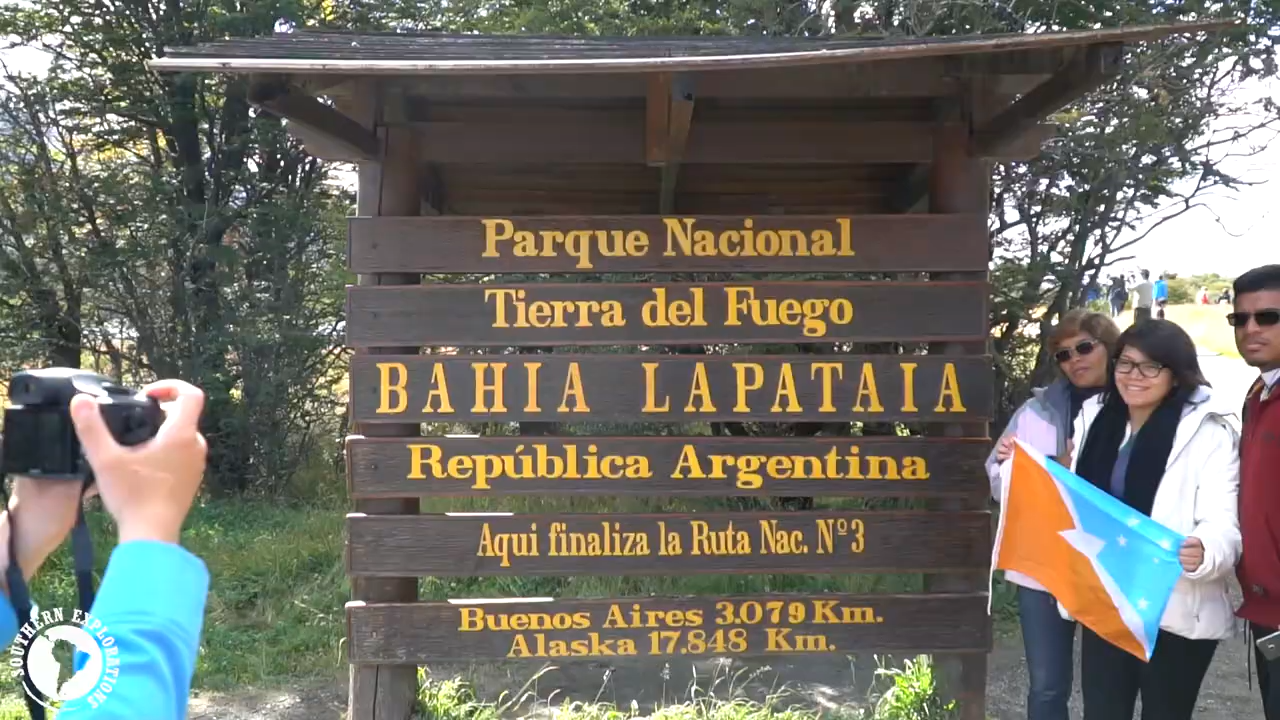 Parque Nacional
Tierra del Fuego
BAHIA LAPATAIA
República Argentina
Aqui finaliza la Ruta Nac. Nº3
Buenos Aires 3.079 Km.
Alaska 17.848 Km.
SOUTHERN EXPLORATIONS